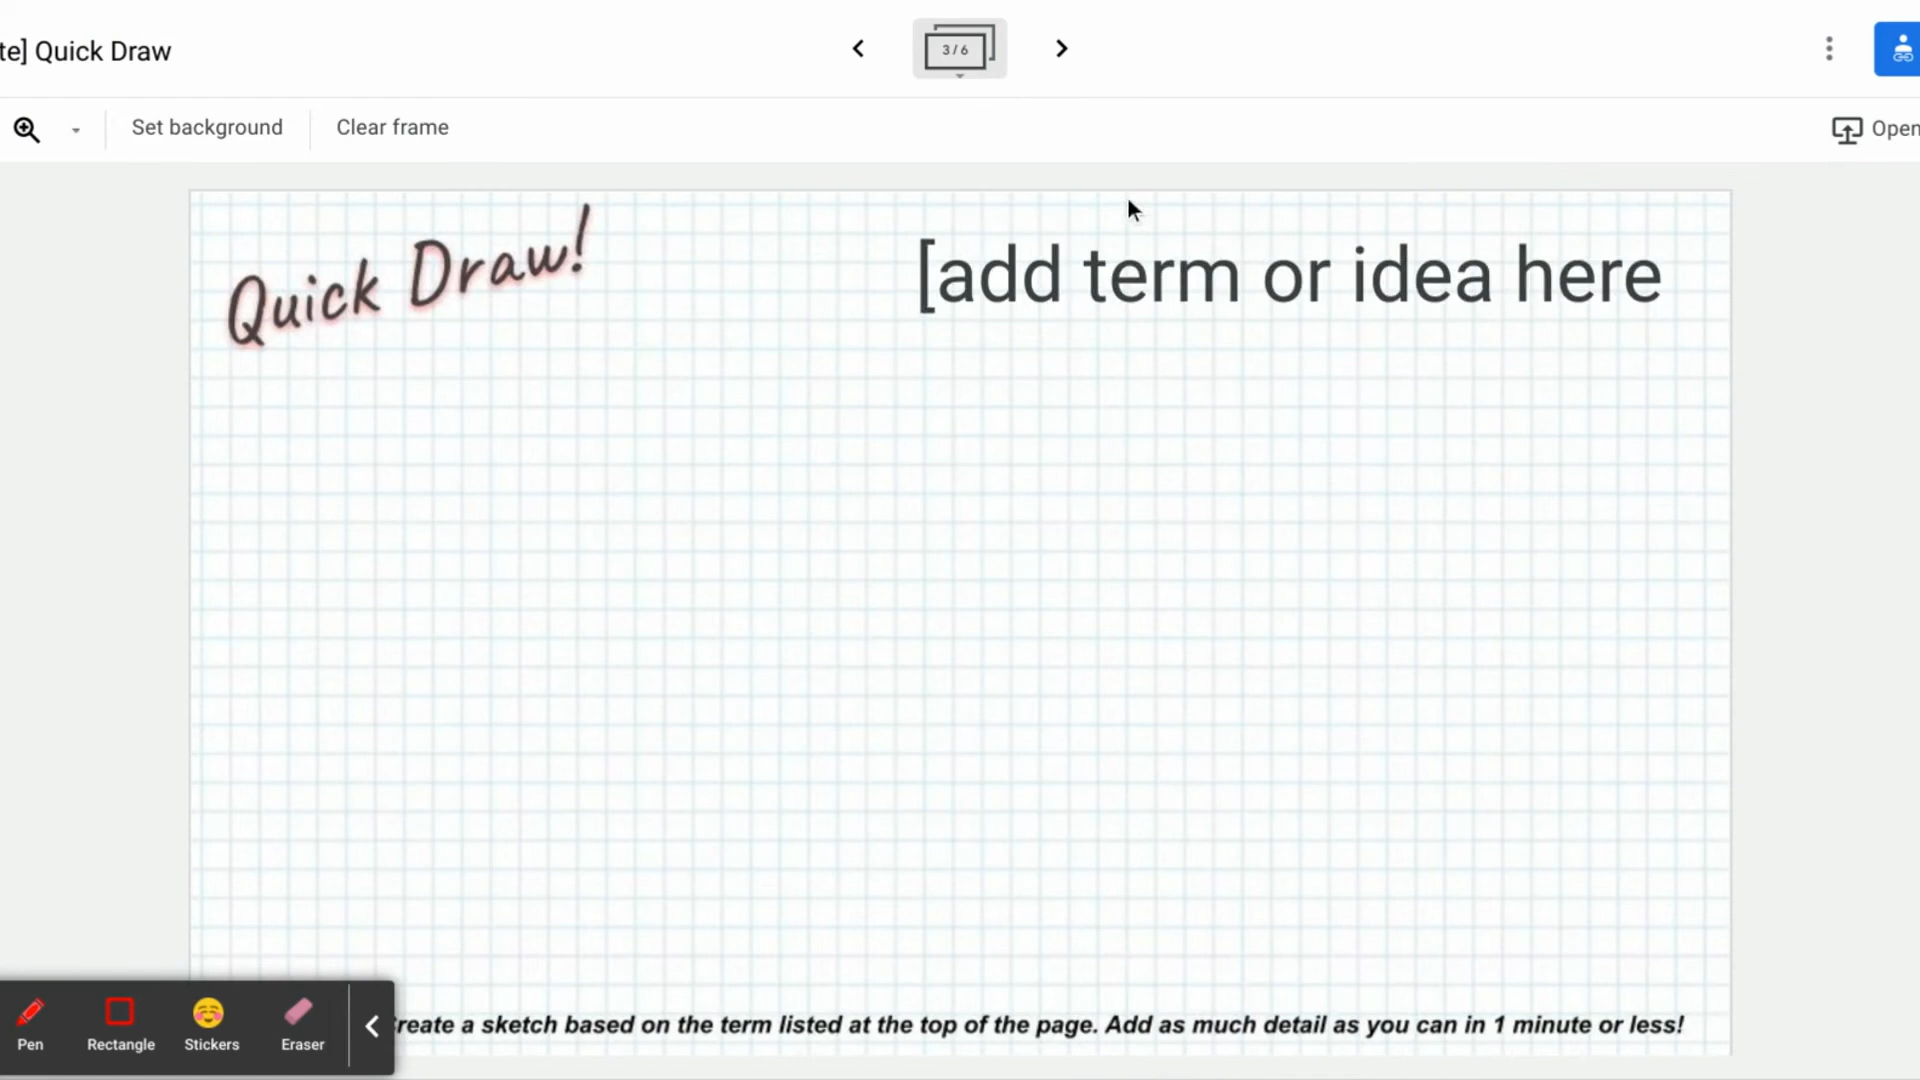 te] Quick Draw
3 / 6
Set background
Clear frame
Open
Quick Draw!
[add term or idea here
reate a sketch based on the term listed at the top of the page. Add as much detail as you can in 1 minute or less!
Pen
Rectangle
Stickers
Eraser